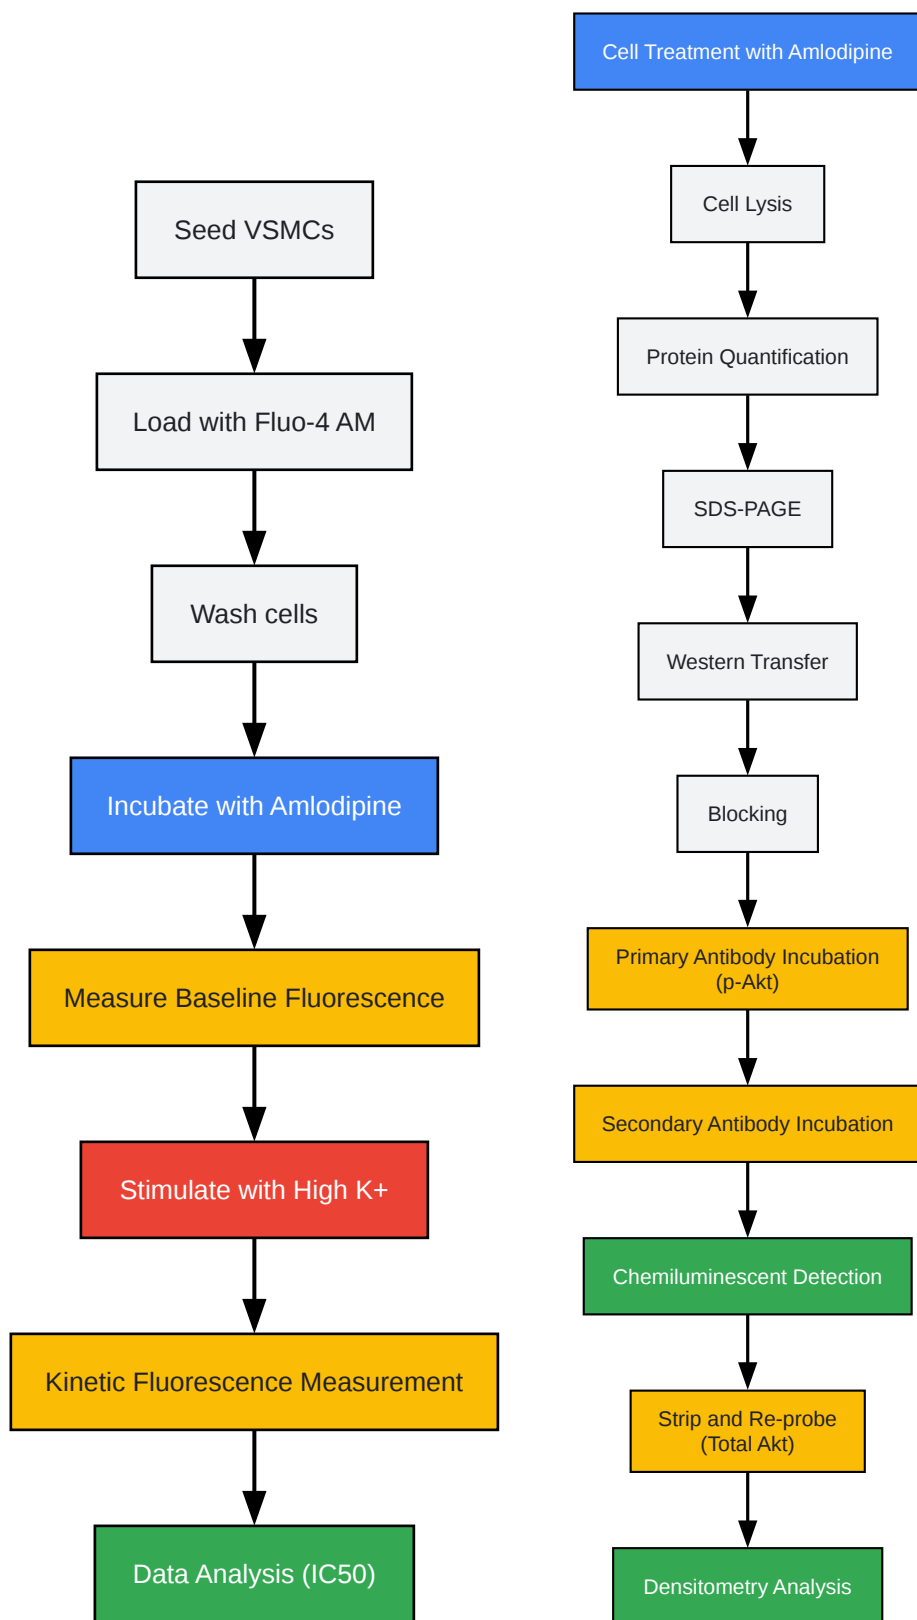 Seed VSMCs
Load with Fluo-4 AM
Wash cells
Incubate with Amlodipine
Measure Baseline Fluorescence
Stimulate with High K+
Kinetic Fluorescence Measurement
Data Analysis (IC50)
Cell Treatment with Amlodipine
Cell Lysis
Protein Quantification
SDS-PAGE
Western Transfer
Blocking
Primary Antibody Incubation
(p-Akt)
Secondary Antibody Incubation
Chemiluminescent Detection
Strip and Re-probe
(Total Akt)
Densitometry Analysis